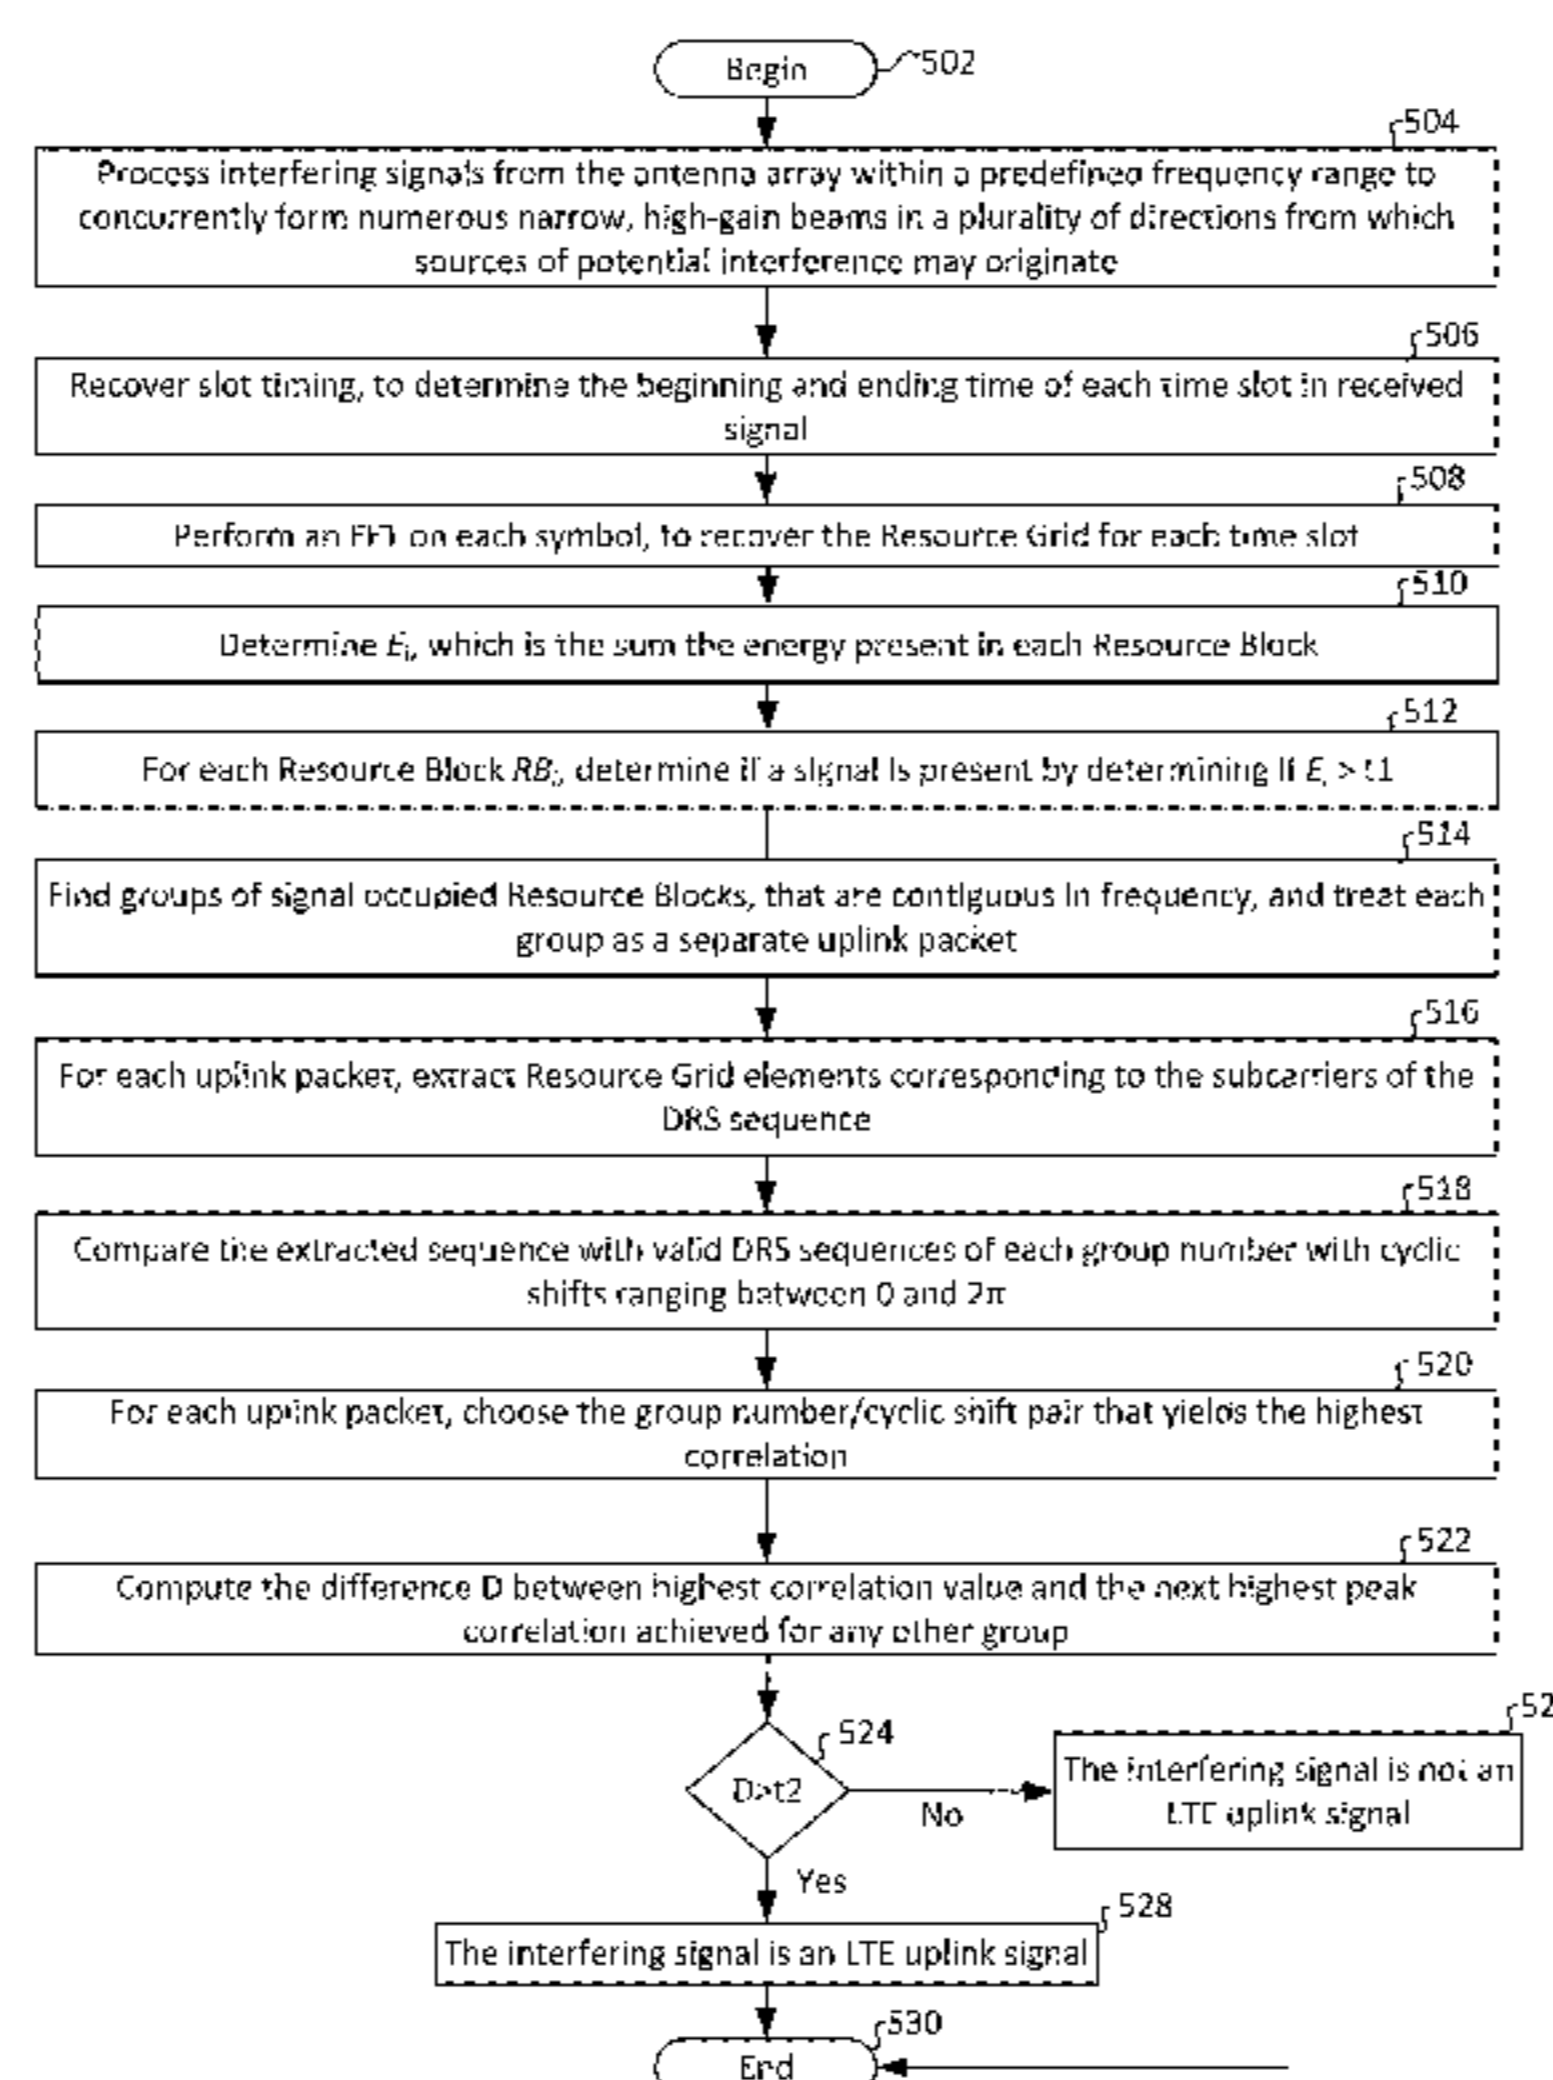 Begin
502
504
Process interfering signals from the antenna array within a predefined frequency range to
concurrently form numerous narrow, high-gain beams in a plurality of directions from which
sources of potential interference may originate
506
Recover slot timing, to determine the beginning and ending time of each time slot in received
signal
508
Perform an FFT on each symbol, to recover the Resource Grid for each time slot
510
Determine Ei, which is the sum the energy present in each Resource Block
512
For each Resource Block RBi, determine if a signal is present by determining if Ei > t1
514
Find groups of signal occupied Resource Blocks, that are contiguous in frequency, and treat each
group as a separate uplink packet
516
For each uplink packet, extract Resource Grid elements corresponding to the subcarriers of the
DRS sequence
518
Compare the extracted sequence with valid DRS sequences of each group number with cyclic
shifts ranging between 0 and 2π
520
For each uplink packet, choose the group number/cyclic shift pair that yields the highest
correlation
522
Compute the difference D between highest correlation value and the next highest peak
correlation achieved for any other group
524
D>t2
No
52
The interfering signal is not an
LTE uplink signal
Yes
528
The interfering signal is an LTE uplink signal
530
End